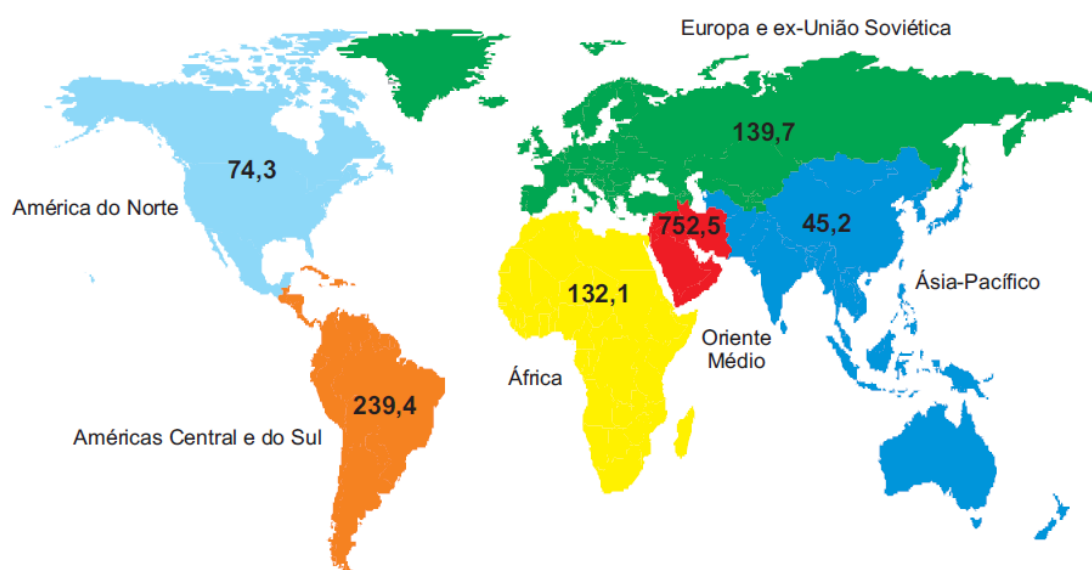 Europa e ex-União Soviética
139,7
74,3
América do Norte
752,5
45,2
Ásia-Pacífico
132,1
Oriente
Médio
África
239,4
Américas Central e do Sul